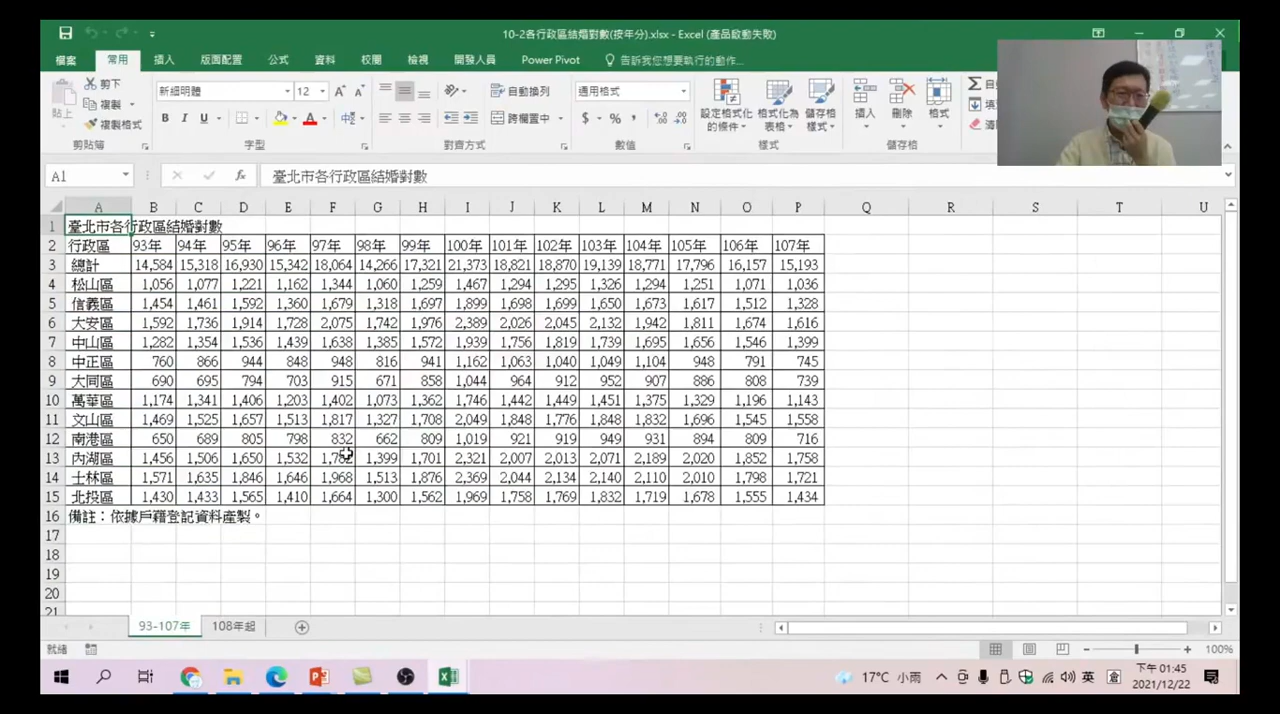 10-2各行政區結婚對數(按年分).xlsx - Excel (產品啟動失敗)
檔案 常用 插入 版面配置 公式 資料 校閱 檢視 開發人員 Power Pivot 告訴我您想要執行的動作...
貼上 剪下 複製 複製格式 剪貼簿
新細明體 12 B I U A 中 字型
自動換列 跨欄置中 對齊方式
通用格式 $ % , 數值
設定格式化的條件 格式化為表格 儲存格樣式 樣式
插入 刪除 格式 儲存格
A1 fx 臺北市各行政區結婚對數
A B C D E F G H I J K L M N O P Q R S T U
1 臺北市各行政區結婚對數
2 行政區 93年 94年 95年 96年 97年 98年 99年 100年 101年 102年 103年 104年 105年 106年 107年
3 總計 14,584 15,318 16,930 15,342 18,064 14,266 17,321 21,373 18,821 18,870 19,139 18,771 17,796 16,157 15,193
4 松山區 1,056 1,077 1,221 1,162 1,344 1,060 1,259 1,467 1,294 1,295 1,326 1,294 1,251 1,071 1,036
5 信義區 1,454 1,461 1,592 1,360 1,679 1,318 1,697 1,899 1,698 1,699 1,650 1,673 1,617 1,512 1,328
6 大安區 1,592 1,736 1,914 1,728 2,075 1,742 1,976 2,389 2,026 2,045 2,132 1,942 1,811 1,674 1,616
7 中山區 1,282 1,354 1,536 1,439 1,638 1,385 1,572 1,939 1,756 1,819 1,739 1,695 1,656 1,546 1,399
8 中正區 760 866 944 848 948 816 941 1,162 1,063 1,040 1,049 1,104 948 791 745
9 大同區 690 695 794 703 915 671 858 1,044 964 912 952 907 886 808 739
10 萬華區 1,174 1,341 1,406 1,203 1,402 1,073 1,362 1,746 1,442 1,449 1,451 1,375 1,329 1,196 1,143
11 文山區 1,469 1,525 1,657 1,513 1,817 1,327 1,708 2,049 1,848 1,776 1,848 1,832 1,696 1,545 1,558
12 南港區 650 689 805 798 832 662 809 1,019 921 919 949 931 894 809 716
13 內湖區 1,456 1,506 1,650 1,532 1,399 1,701 2,321 2,007 2,013 2,071 2,189 2,020 1,852 1,758
14 士林區 1,571 1,635 1,846 1,646 1,968 1,513 1,876 2,369 2,044 2,134 2,140 2,110 2,010 1,798 1,721
15 北投區 1,430 1,433 1,565 1,410 1,664 1,300 1,562 1,969 1,758 1,769 1,832 1,719 1,678 1,555 1,434
16 備註：依據戶籍登記資料產製。
17
18
19
20
21
93-107年 108年起
就緒 100%
17°C 小雨 英 下午 01:45
2021/12/22